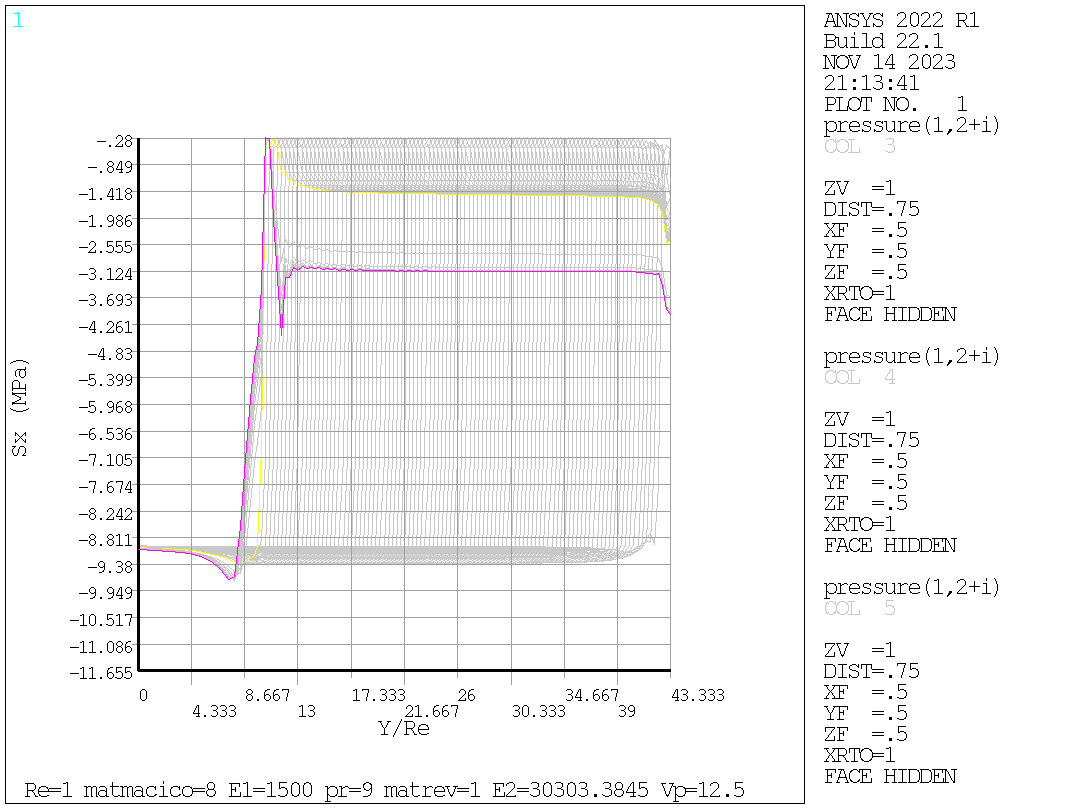 1
ANSYS 2022 R1
Build 22.1
NOV 14 2023
21:13:41
PLOT NO. 1
pressure(1,2+i)
COL 3
ZV =1
DIST=.75
XF =.5
YF =.5
ZF =.5
XRTO=1
FACE HIDDEN
pressure(1,2+i)
COL 4
ZV =1
DIST=.75
XF =.5
YF =.5
ZF =.5
XRTO=1
FACE HIDDEN
pressure(1,2+i)
COL 5
ZV =1
DIST=.75
XF =.5
YF =.5
ZF =.5
XRTO=1
FACE HIDDEN
Sx (MPa)
-.28
-.849
-1.418
-1.986
-2.555
-3.124
-3.693
-4.261
-4.83
-5.399
-5.968
-6.536
-7.105
-7.674
-8.242
-8.811
-9.38
-9.949
-10.517
-11.086
-11.655
0 8.667 17.333 26 34.667 43.333
4.333 13 21.667 30.333 39
Y/Re
Re=1 matmacico=8 E1=1500 pr=9 matrev=1 E2=30303.3845 Vp=12.5